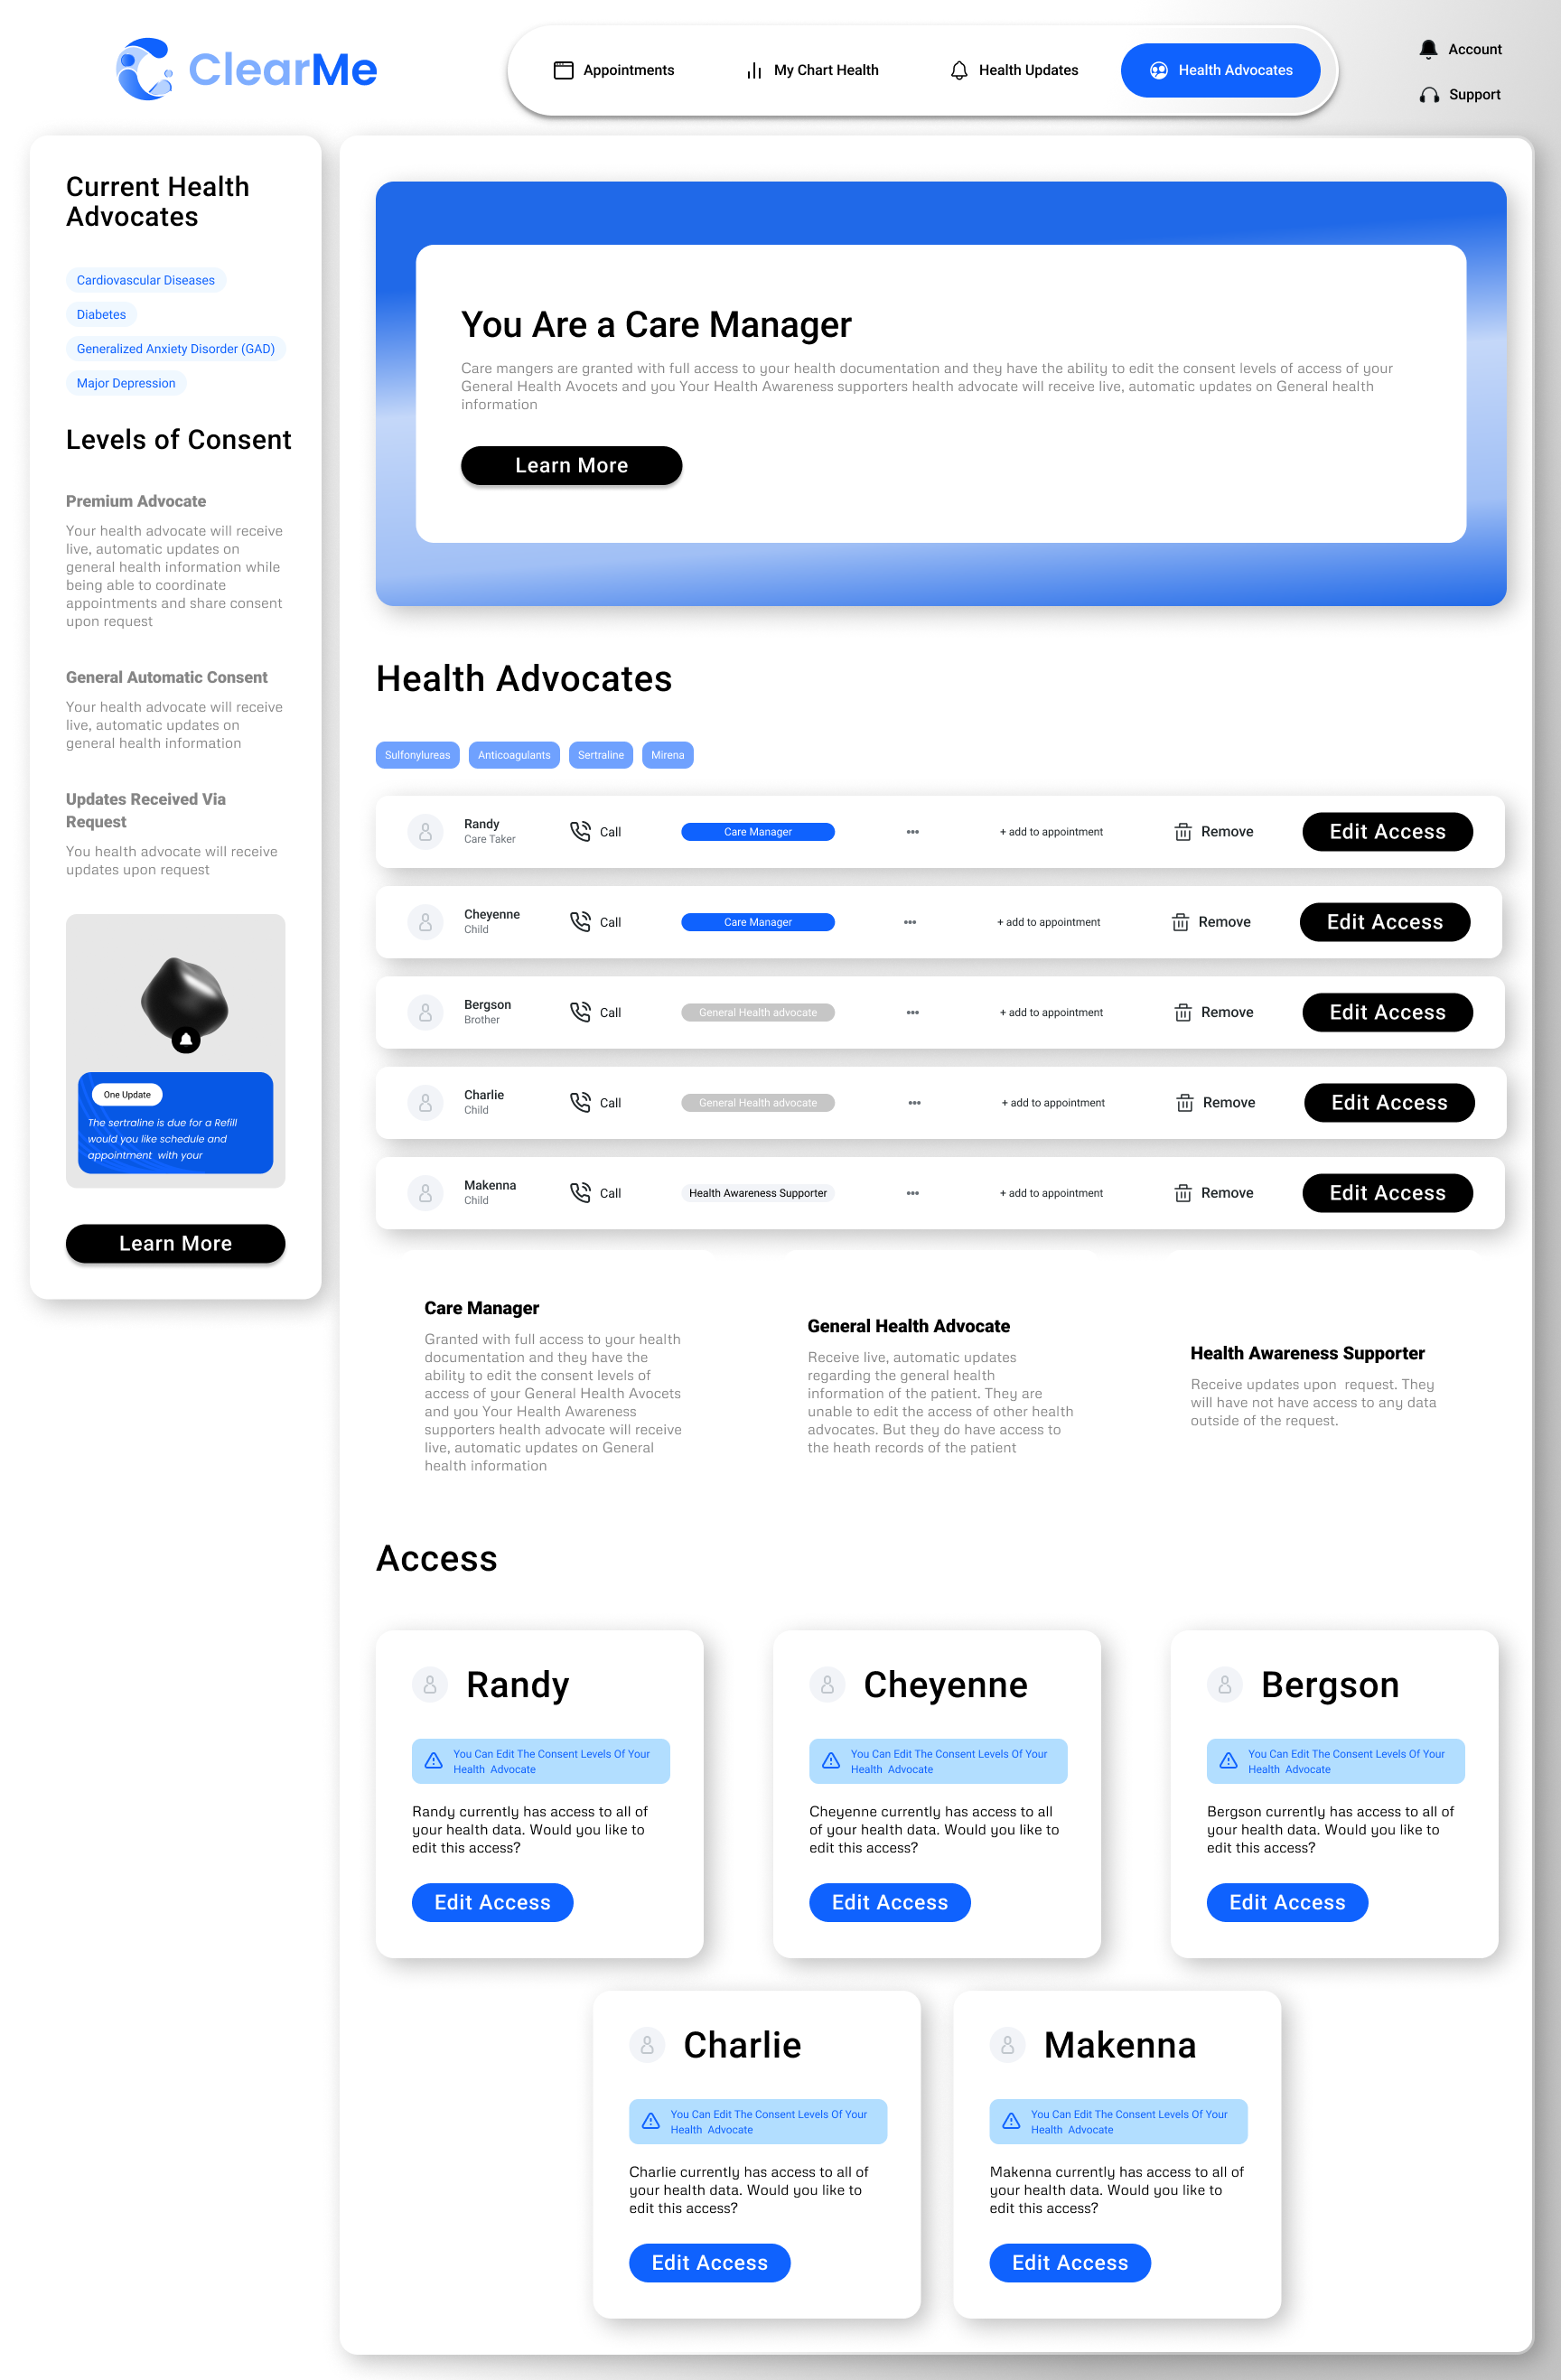 ClearMe
Appointments
My Chart Health
Health Updates
Health Advocates
Account
Support
Current Health
Advocates
Cardiovascular Diseases
Diabetes
Generalized Anxiety Disorder (GAD)
Major Depression
Levels of Consent
Premium Advocate
Your health advocate will receive
live, automatic updates on
general health information while
being able to coordinate
appointments and share consent
upon request
General Automatic Consent
Your health advocate will receive
live, automatic updates on
general health information
Updates Received Via
Request
You health advocate will receive
updates upon request
One Update
The sertraline is due for a Refill
would you like schedule and
appointment with your
Learn More
You Are a Care Manager
Care mangers are granted with full access to your health documentation and they have the ability to edit the consent levels of access of your
General Health Avocets and you Your Health Awareness supporters health advocate will receive live, automatic updates on General health
information
Learn More
Health Advocates
Sulfonylureas
Anticoagulants
Sertraline
Mirena
Randy
Care Taker
Call
Care Manager
+ add to appointment
Remove
Edit Access
Cheyenne
Child
Call
Care Manager
+ add to appointment
Remove
Edit Access
Bergson
Brother
Call
General Health advocate
+ add to appointment
Remove
Edit Access
Charlie
Child
Call
General Health advocate
+ add to appointment
Remove
Edit Access
Makenna
Child
Call
Health Awareness Supporter
+ add to appointment
Remove
Edit Access
Care Manager
Granted with full access to your health
documentation and they have the
ability to edit the consent levels of
access of your General Health Avocets
and you Your Health Awareness
supporters health advocate will receive
live, automatic updates on General
health information
General Health Advocate
Receive live, automatic updates
regarding the general health
information of the patient. They are
unable to edit the access of other health
advocates. But they do have access to
the heath records of the patient
Health Awareness Supporter
Receive updates upon request. They
will have not have access to any data
outside of the request.
Access
Randy
You Can Edit The Consent Levels Of Your
Health Advocate
Randy currently has access to all of
your health data. Would you like to
edit this access?
Edit Access
Cheyenne
You Can Edit The Consent Levels Of Your
Health Advocate
Cheyenne currently has access to all
of your health data. Would you like to
edit this access?
Edit Access
Bergson
You Can Edit The Consent Levels Of Your
Health Advocate
Bergson currently has access to all of
your health data. Would you like to
edit this access?
Edit Access
Charlie
You Can Edit The Consent Levels Of Your
Health Advocate
Charlie currently has access to all of
your health data. Would you like to
edit this access?
Edit Access
Makenna
You Can Edit The Consent Levels Of Your
Health Advocate
Makenna currently has access to all of
your health data. Would you like to
edit this access?
Edit Access